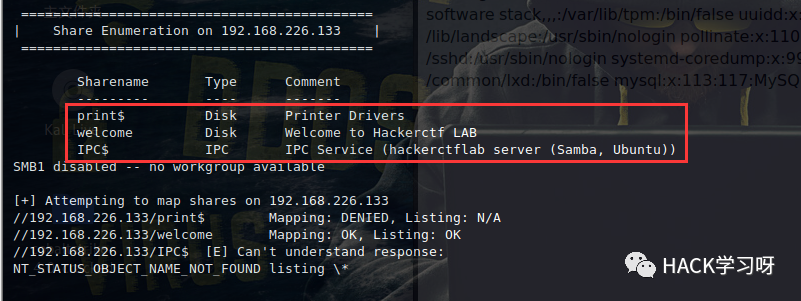 software stack,,,:/var/lib/tpm:/bin/false uuidd:x:
/lib/landscape:/usr/sbin/nologin pollinate:x:110
/sshd:/usr/sbin/nologin systemd-coredump:x:99
/common/lxd:/bin/false mysql:x:113:117:MySQL
=========================================
| Share Enumeration on 192.168.226.133 |
=========================================
Sharename Type Comment
--------- ---- -------
print$ Disk Printer Drivers
welcome Disk Welcome to Hackerctf LAB
IPC$ IPC IPC Service (hackerctflab server (Samba, Ubuntu))
SMB1 disabled -- no workgroup available
[+] Attempting to map shares on 192.168.226.133
//192.168.226.133/print$ Mapping: DENIED, Listing: N/A
//192.168.226.133/welcome Mapping: OK, Listing: OK
//192.168.226.133/IPC$ [E] Can't understand response:
NT_STATUS_OBJECT_NAME_NOT_FOUND listing \*
HACK学习呀